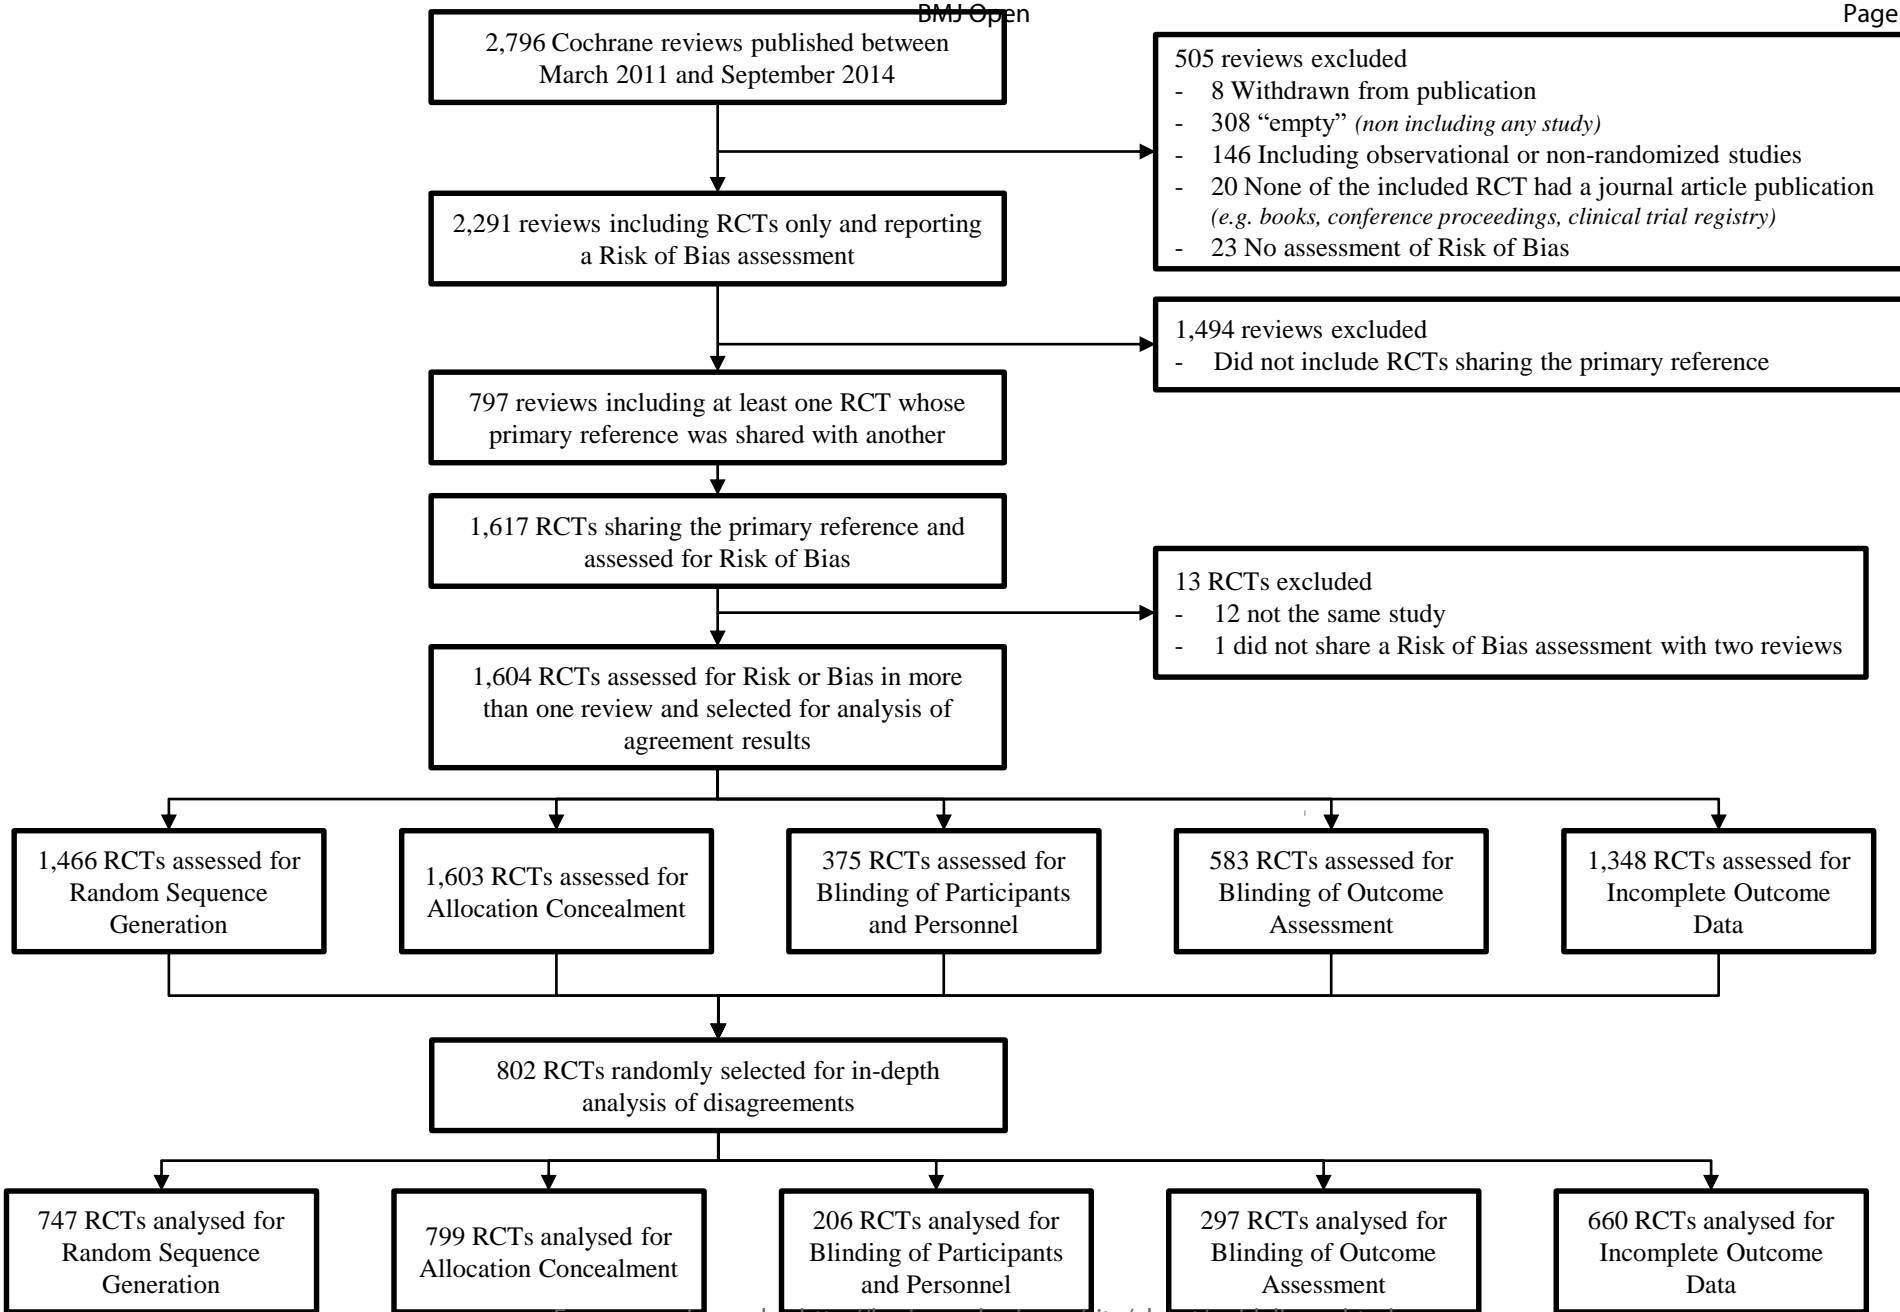 BMJ Open
Page
2,796 Cochrane reviews published between
March 2011 and September 2014
505 reviews excluded
- 8 Withdrawn from publication
- 308 “empty” (non including any study)
- 146 Including observational or non-randomized studies
- 20 None of the included RCT had a journal article publication
(e.g. books, conference proceedings, clinical trial registry)
- 23 No assessment of Risk of Bias
2,291 reviews including RCTs only and reporting
a Risk of Bias assessment
1,494 reviews excluded
- Did not include RCTs sharing the primary reference
797 reviews including at least one RCT whose
primary reference was shared with another
1,617 RCTs sharing the primary reference and
assessed for Risk of Bias
13 RCTs excluded
- 12 not the same study
- 1 did not share a Risk of Bias assessment with two reviews
1,604 RCTs assessed for Risk or Bias in more
than one review and selected for analysis of
agreement results
1,466 RCTs assessed for
Random Sequence
Generation
1,603 RCTs assessed for
Allocation Concealment
375 RCTs assessed for
Blinding of Participants
and Personnel
583 RCTs assessed for
Blinding of Outcome
Assessment
1,348 RCTs assessed for
Incomplete Outcome
Data
802 RCTs randomly selected for in-depth
analysis of disagreements
747 RCTs analysed for
Random Sequence
Generation
799 RCTs analysed for
Allocation Concealment
206 RCTs analysed for
Blinding of Participants
and Personnel
297 RCTs analysed for
Blinding of Outcome
Assessment
660 RCTs analysed for
Incomplete Outcome
Data